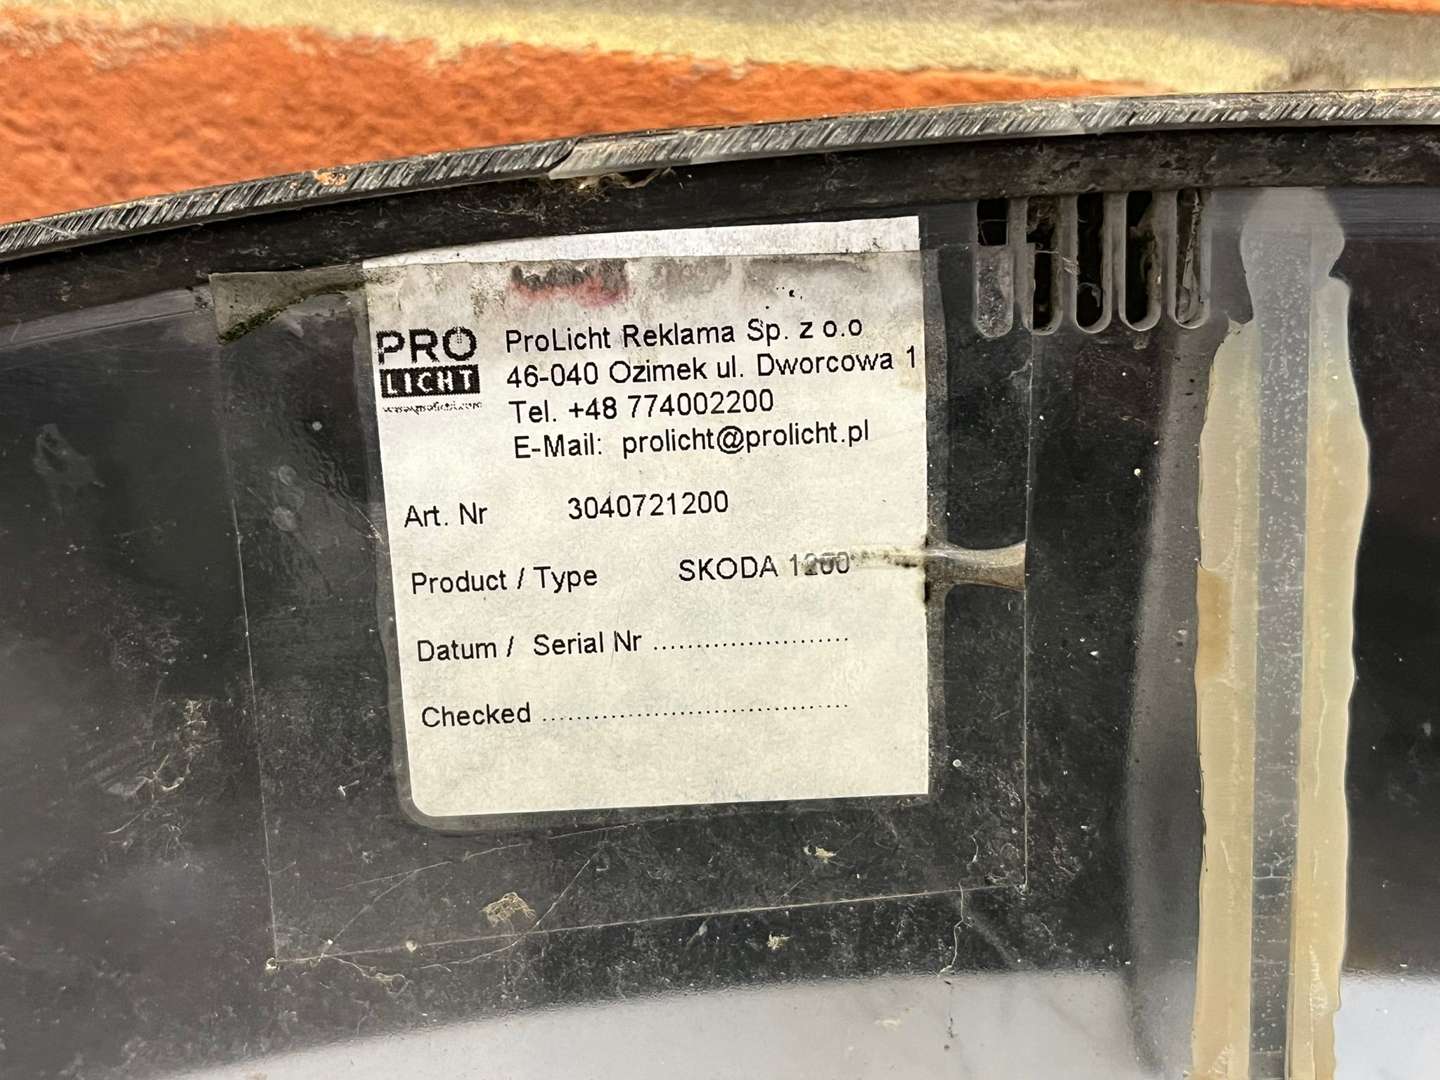 PRO
LICHT
ProLicht Reklama Sp. z o.o
46-040 Ozimek ul. Dworcowa 1
Tel. +48 774002200
E-Mail: prolicht@prolicht.pl
Art. Nr 3040721200
Product / Type SKODA 1200
Datum / Serial Nr ........................
Checked ....................................